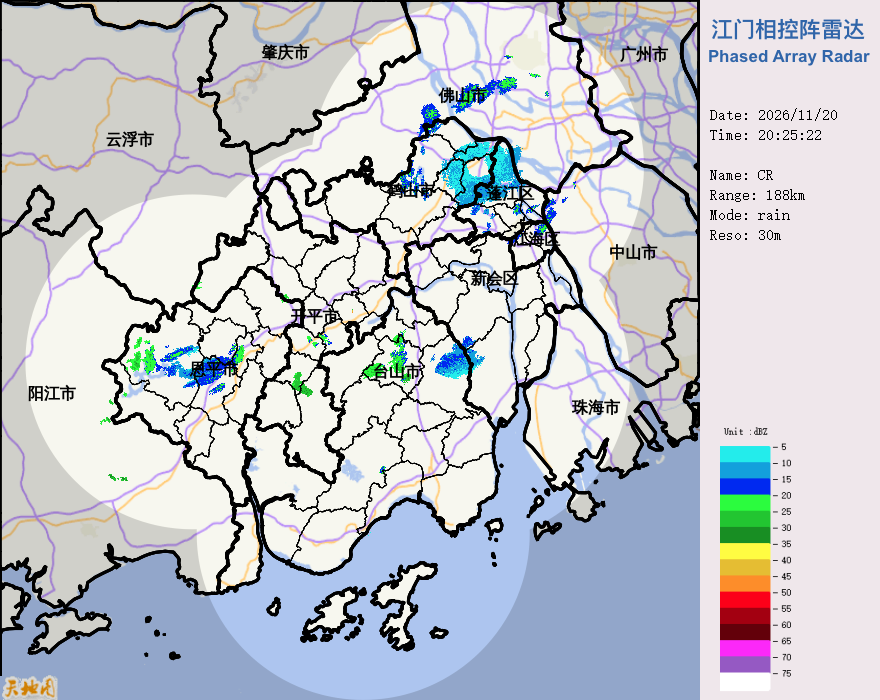 江门相控阵雷达
Phased Array Radar
Date: 2026/11/20
Time: 20:25:22
Name: CR
Range: 188km
Mode: rain
Reso: 30m
肇庆市
广州市
佛山市
云浮市
鹤山市
蓬江区
江海区
中山市
新会区
开平市
恩平市
台山市
阳江市
珠海市
Unit : dBZ
5
10
15
20
25
30
35
40
45
50
55
60
65
70
75
天地图